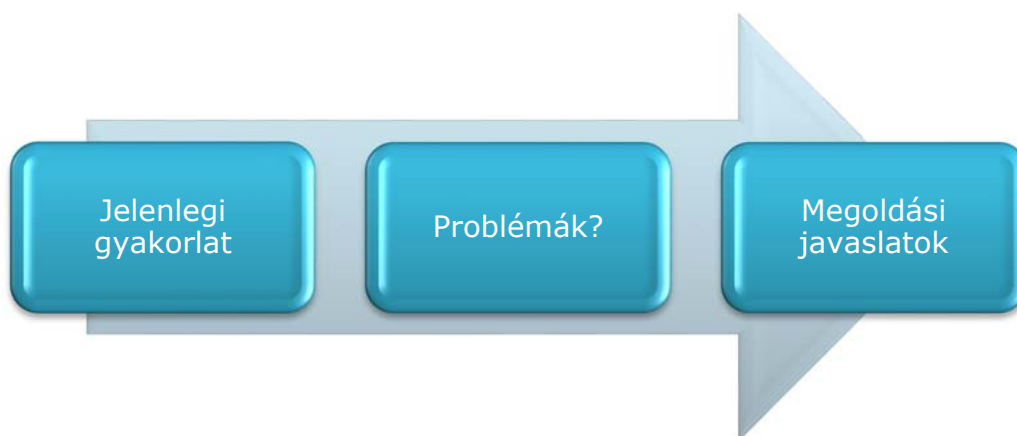 Jelenlegi
gyakorlat
Problémák?
Megoldási
javaslatok